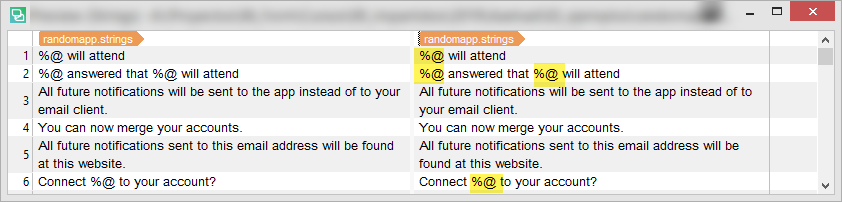 randomapp.strings randomapp.strings
1 %@ will attend %@ will attend
2 %@ answered that %@ will attend %@ answered that %@ will attend
3 All future notifications will be sent to the app instead of to your All future notifications will be sent to the app instead of to
email client. your email client.
4 You can now merge your accounts. You can now merge your accounts.
5 All future notifications sent to this email address will be found All future notifications sent to this email address will be
at this website. found at this website.
6 Connect %@ to your account? Connect %@ to your account?